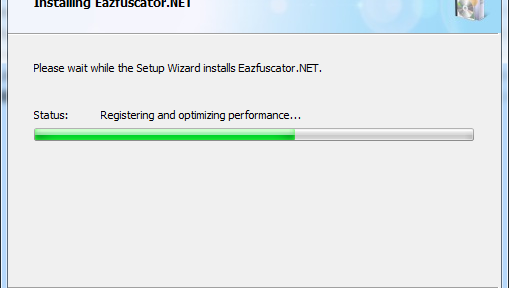 Installing Eazfuscator.NET
Please wait while the Setup Wizard installs Eazfuscator.NET.
Status: Registering and optimizing performance...